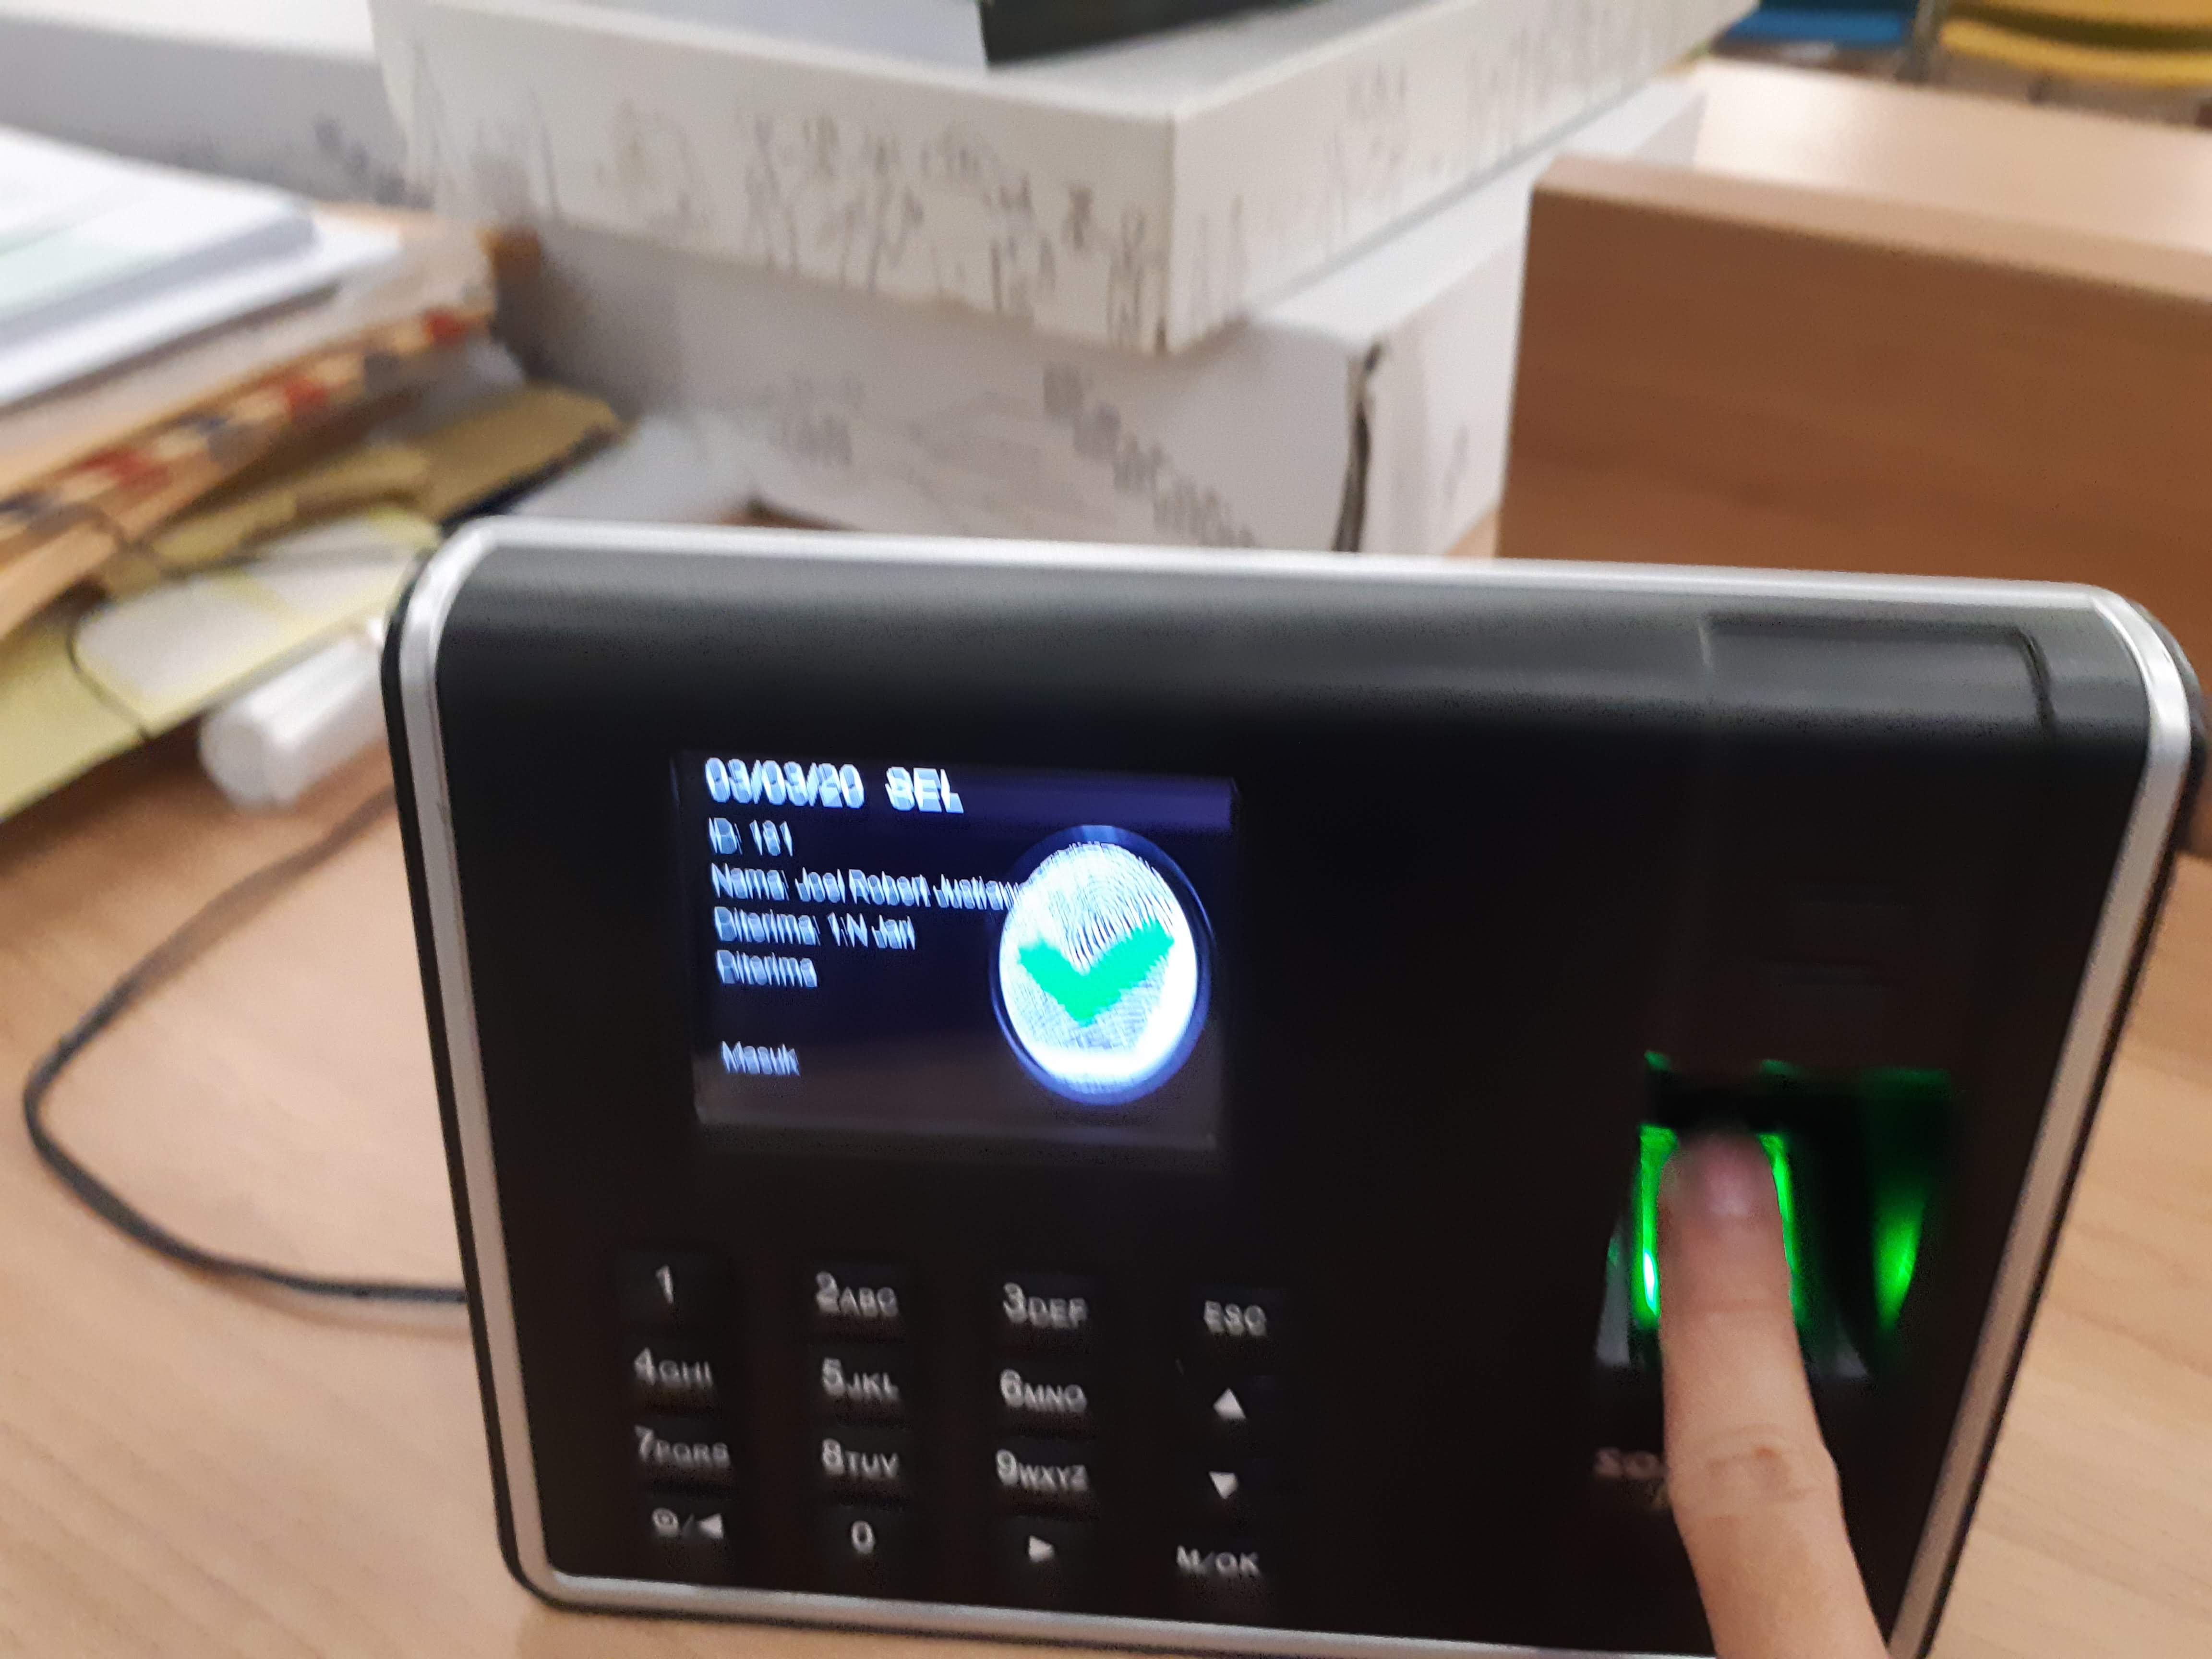 03/03/20 SEL
ID: 181
Nama: Joel Robert
Diterima: 1:N Jari
Diterima
Masuk
1 2ABC 3DEF ESC
4GHI 5JKL 6MNO ▲
7PQRS 8TUV 9WXYZ ▼
/◀ 0 ▶ M/OK